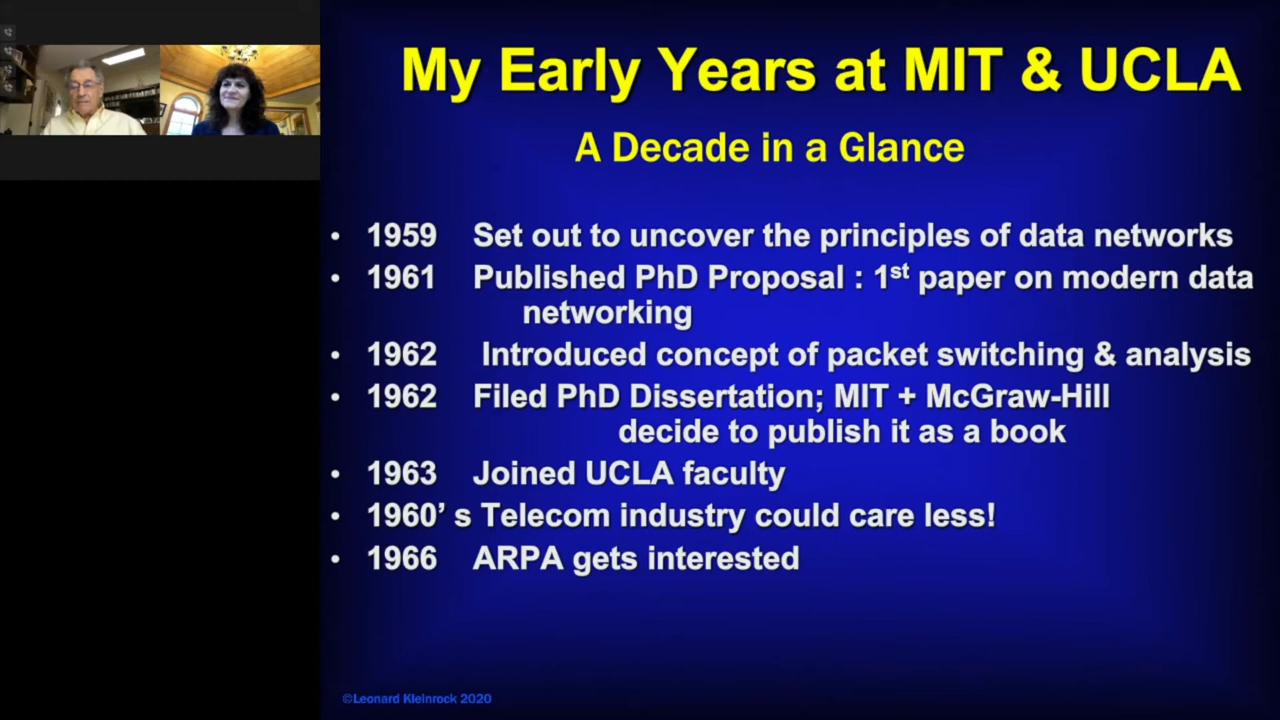 My Early Years at MIT & UCLA
A Decade in a Glance
• 1959 Set out to uncover the principles of data networks
• 1961 Published PhD Proposal : 1st paper on modern data
networking
• 1962 Introduced concept of packet switching & analysis
• 1962 Filed PhD Dissertation; MIT + McGraw-Hill
decide to publish it as a book
• 1963 Joined UCLA faculty
• 1960’ s Telecom industry could care less!
• 1966 ARPA gets interested
©Leonard Kleinrock 2020